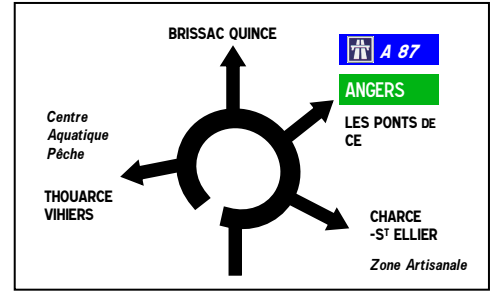 BRISSAC QUINCE
A 87
ANGERS
LES PONTS DE
CE
Centre
Aquatique
Pêche
THOUARCE
VIHIERS
CHARCE
-Sᵀ ELLIER
Zone Artisanale